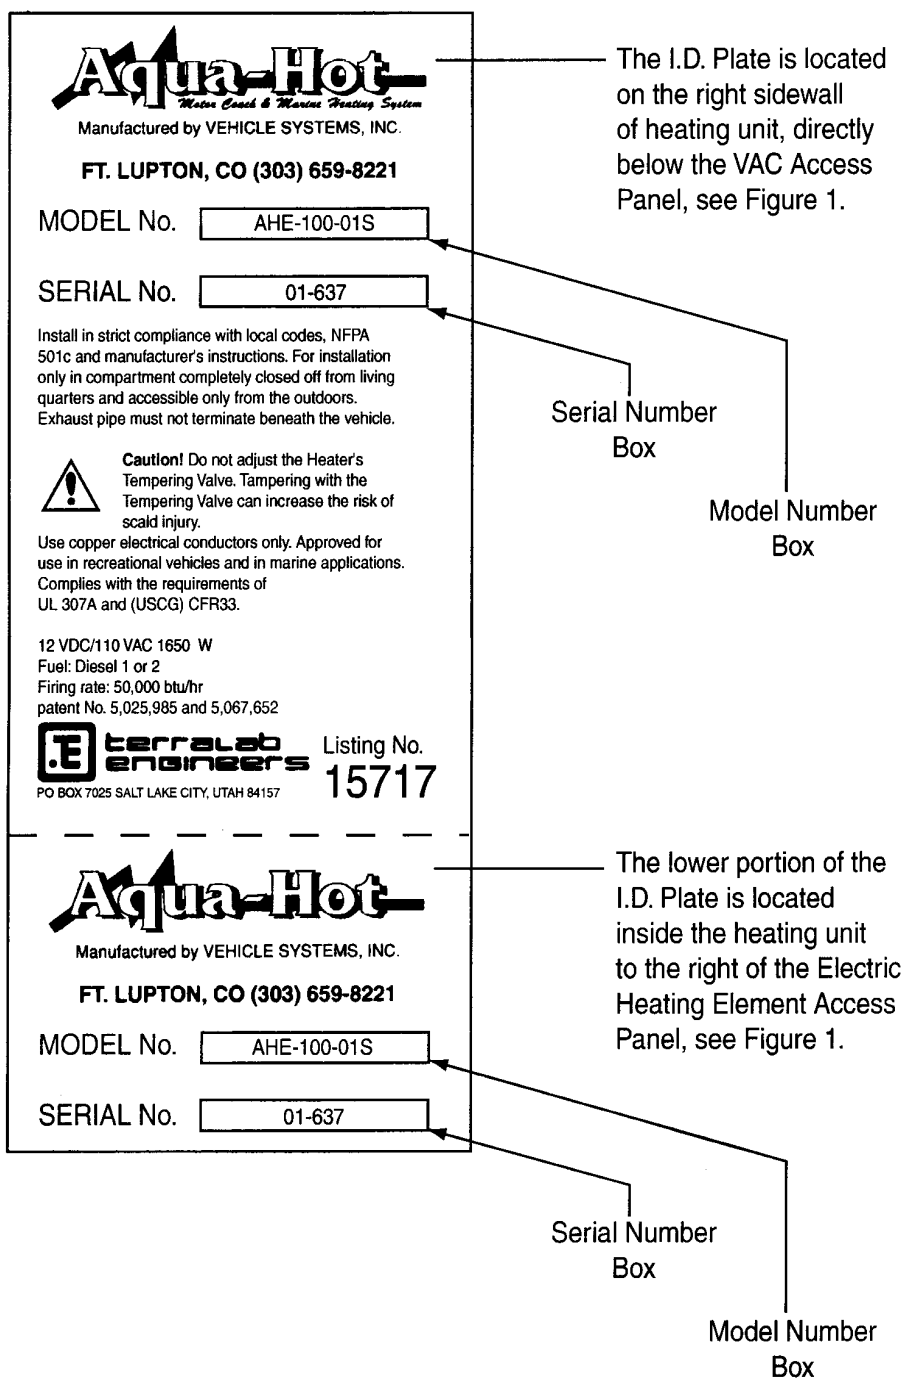 Aqua-Hot
Motor Coach & Marine Heating System
Manufactured by VEHICLE SYSTEMS, INC.
FT. LUPTON, CO (303) 659-8221
MODEL No. AHE-100-01S
SERIAL No. 01-637
Install in strict compliance with local codes, NFPA
501c and manufacturer's instructions. For installation
only in compartment completely closed off from living
quarters and accessible only from the outdoors.
Exhaust pipe must not terminate beneath the vehicle.
Caution! Do not adjust the Heater's
Tempering Valve. Tampering with the
Tempering Valve can increase the risk of
scald injury.
Use copper electrical conductors only. Approved for
use in recreational vehicles and in marine applications.
Complies with the requirements of
UL 307A and (USCG) CFR33.
12 VDC/110 VAC 1650 W
Fuel: Diesel 1 or 2
Firing rate: 50,000 btu/hr
patent No. 5,025,985 and 5,067,652
.TE
terralab
engineers
PO BOX 7025 SALT LAKE CITY, UTAH 84157
Listing No.
15717
The I.D. Plate is located
on the right sidewall
of heating unit, directly
below the VAC Access
Panel, see Figure 1.
Serial Number
Box
Model Number
Box
Aqua-Hot
Manufactured by VEHICLE SYSTEMS, INC.
FT. LUPTON, CO (303) 659-8221
MODEL No. AHE-100-01S
SERIAL No. 01-637
The lower portion of the
I.D. Plate is located
inside the heating unit
to the right of the Electric
Heating Element Access
Panel, see Figure 1.
Serial Number
Box
Model Number
Box